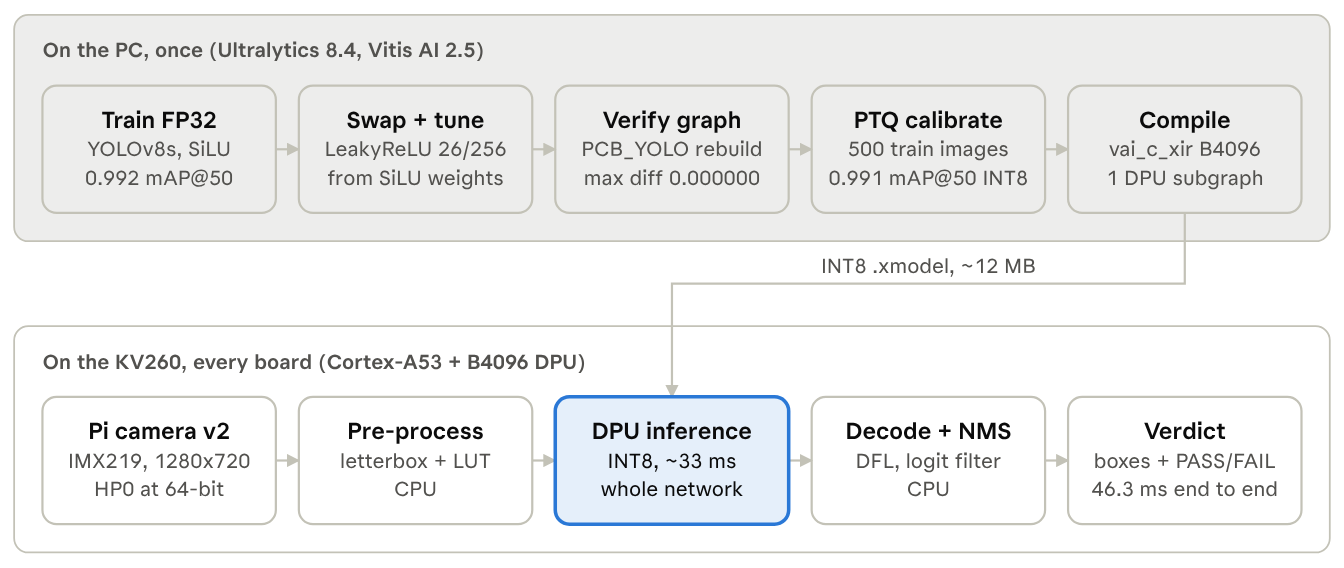 On the PC, once (Ultralytics 8.4, Vitis AI 2.5)
Train FP32
YOLOv8s, SiLU
0.992 mAP@50
Swap + tune
LeakyReLU 26/256
from SiLU weights
Verify graph
PCB_YOLO rebuild
max diff 0.000000
PTQ calibrate
500 train images
0.991 mAP@50 INT8
Compile
vai_c_xir B4096
1 DPU subgraph
INT8 .xmodel, ~12 MB
On the KV260, every board (Cortex-A53 + B4096 DPU)
Pi camera v2
IMX219, 1280x720
HP0 at 64-bit
Pre-process
letterbox + LUT
CPU
DPU inference
INT8, ~33 ms
whole network
Decode + NMS
DFL, logit filter
CPU
Verdict
boxes + PASS/FAIL
46.3 ms end to end